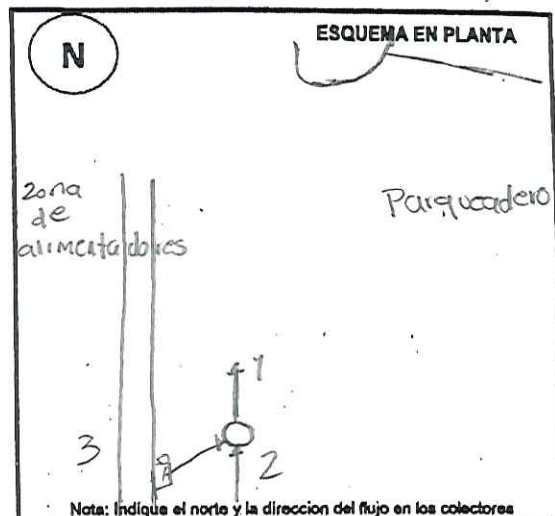 N
ESQUEMA EN PLANTA
zona
de
alimentadores
Parqueadero
1
3
2
Nota: Indique el norte y la direccion del flujo en los colectores